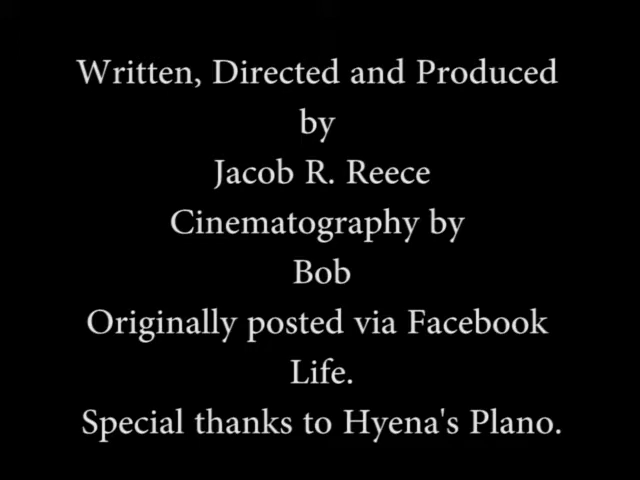 Written, Directed and Produced
by
Jacob R. Reece
Cinematography by
Bob
Originally posted via Facebook
Life.
Special thanks to Hyena's Plano.